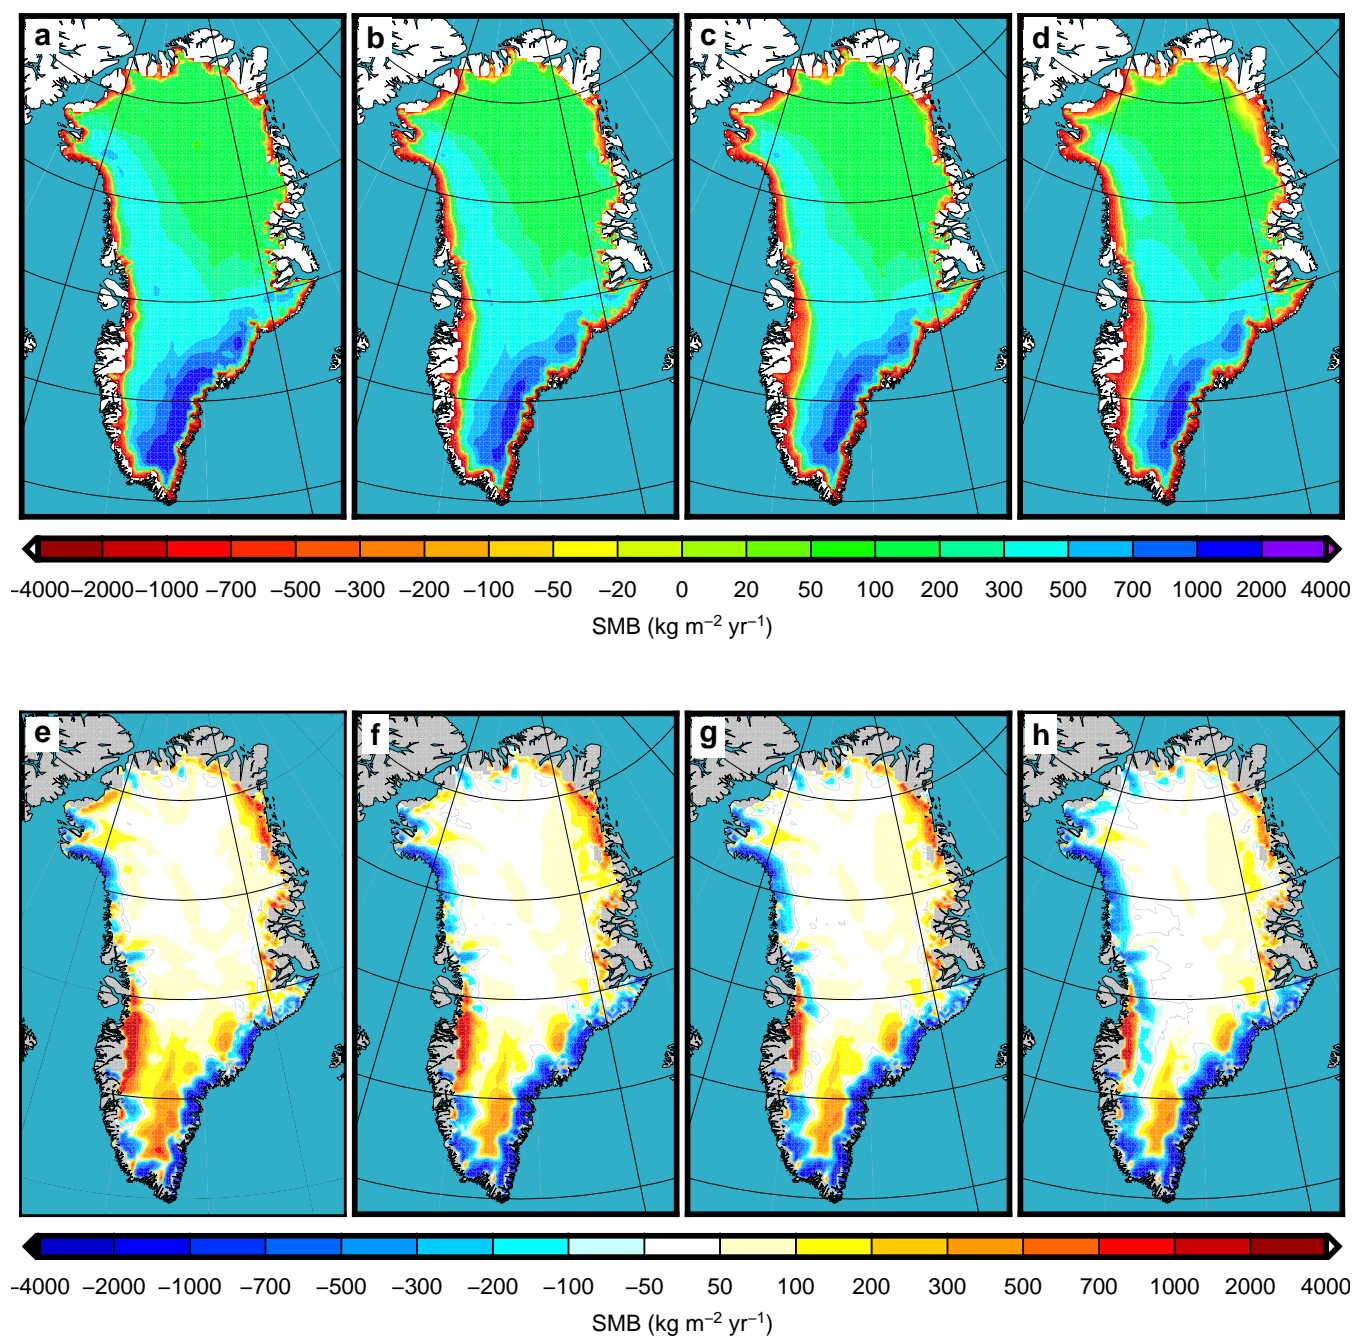 a b c d
−4000 −2000 −1000 −700 −500 −300 −200 −100 −50 −20 0 20 50 100 200 300 500 700 1000 2000 4000
SMB (kg m⁻² yr⁻¹)
e f g h
−4000 −2000 −1000 −700 −500 −300 −200 −100 −50 50 100 200 300 500 700 1000 2000 4000
SMB (kg m⁻² yr⁻¹)